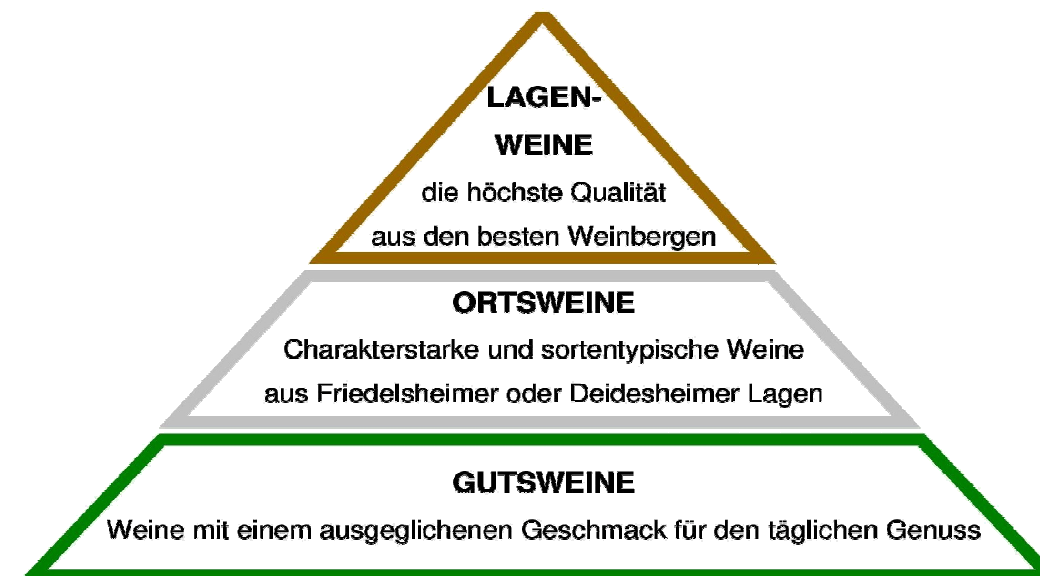 LAGEN-
WEINE
die höchste Qualität
aus den besten Weinbergen
ORTSWEINE
Charakterstarke und sortentypische Weine
aus Friedelsheimer oder Deidesheimer Lagen
GUTSWEINE
Weine mit einem ausgeglichenen Geschmack für den täglichen Genuss